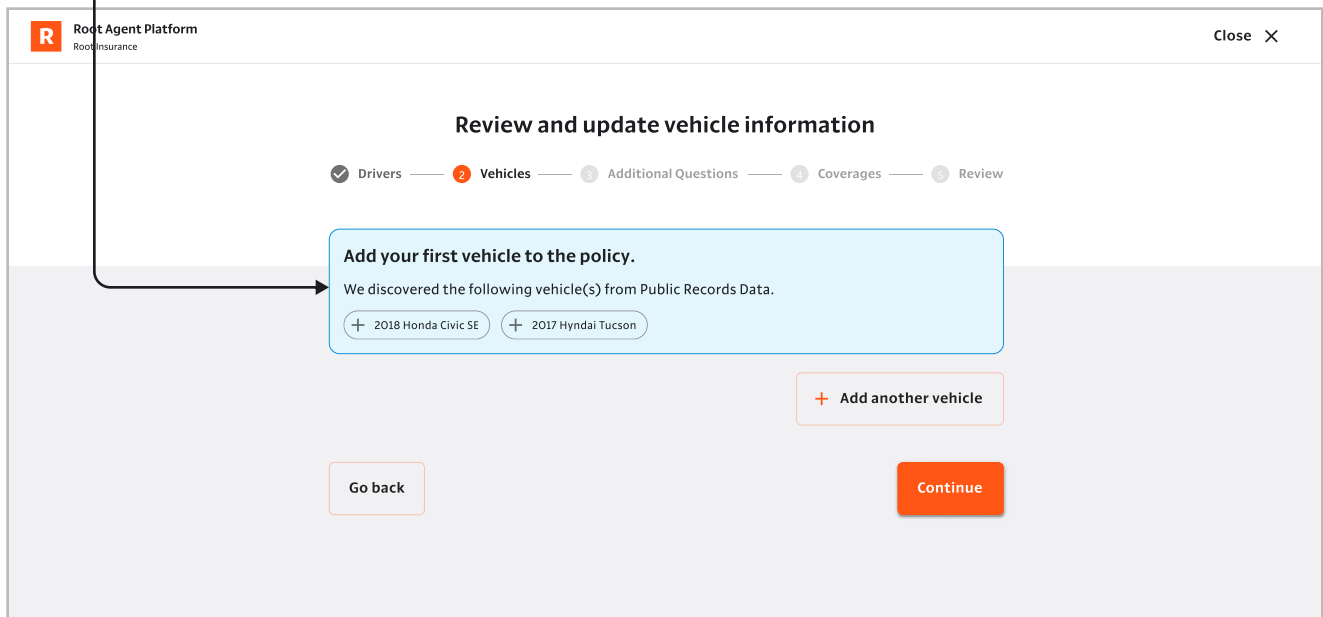 R
Root Agent Platform
Root Insurance
Close
Review and update vehicle information
Drivers
2 Vehicles
3 Additional Questions
4 Coverages
5 Review
Add your first vehicle to the policy.
We discovered the following vehicle(s) from Public Records Data.
2018 Honda Civic SE
2017 Hyndai Tucson
Add another vehicle
Go back
Continue